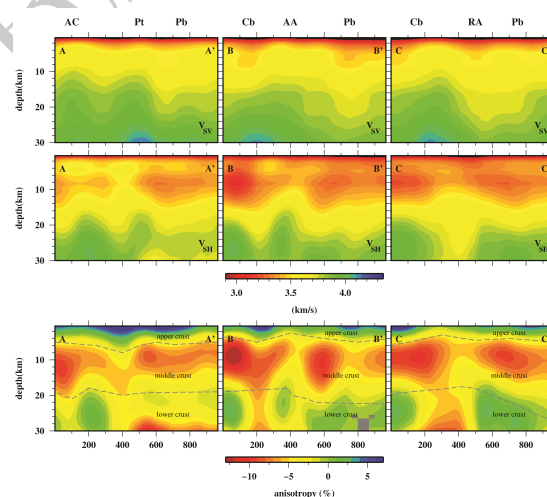 AC Pt Pb Cb AA Pb Cb RA Pb
A A' B B' C C
depth(km)
10
20
30
VSV VSV VSV
A A' B B' C C
depth(km)
0
10
20
30
VSH VSH VSH
3.0 3.5 4.0
(km/s)
A A' B B' C C
upper crust upper crust upper crust
depth(km)
10
middle crust middle crust middle crust
20
lower crust lower crust lower crust
30
200 400 600 800 200 400 600 800 200 400 600 800
−10 −5 0 5
anisotropy (%)